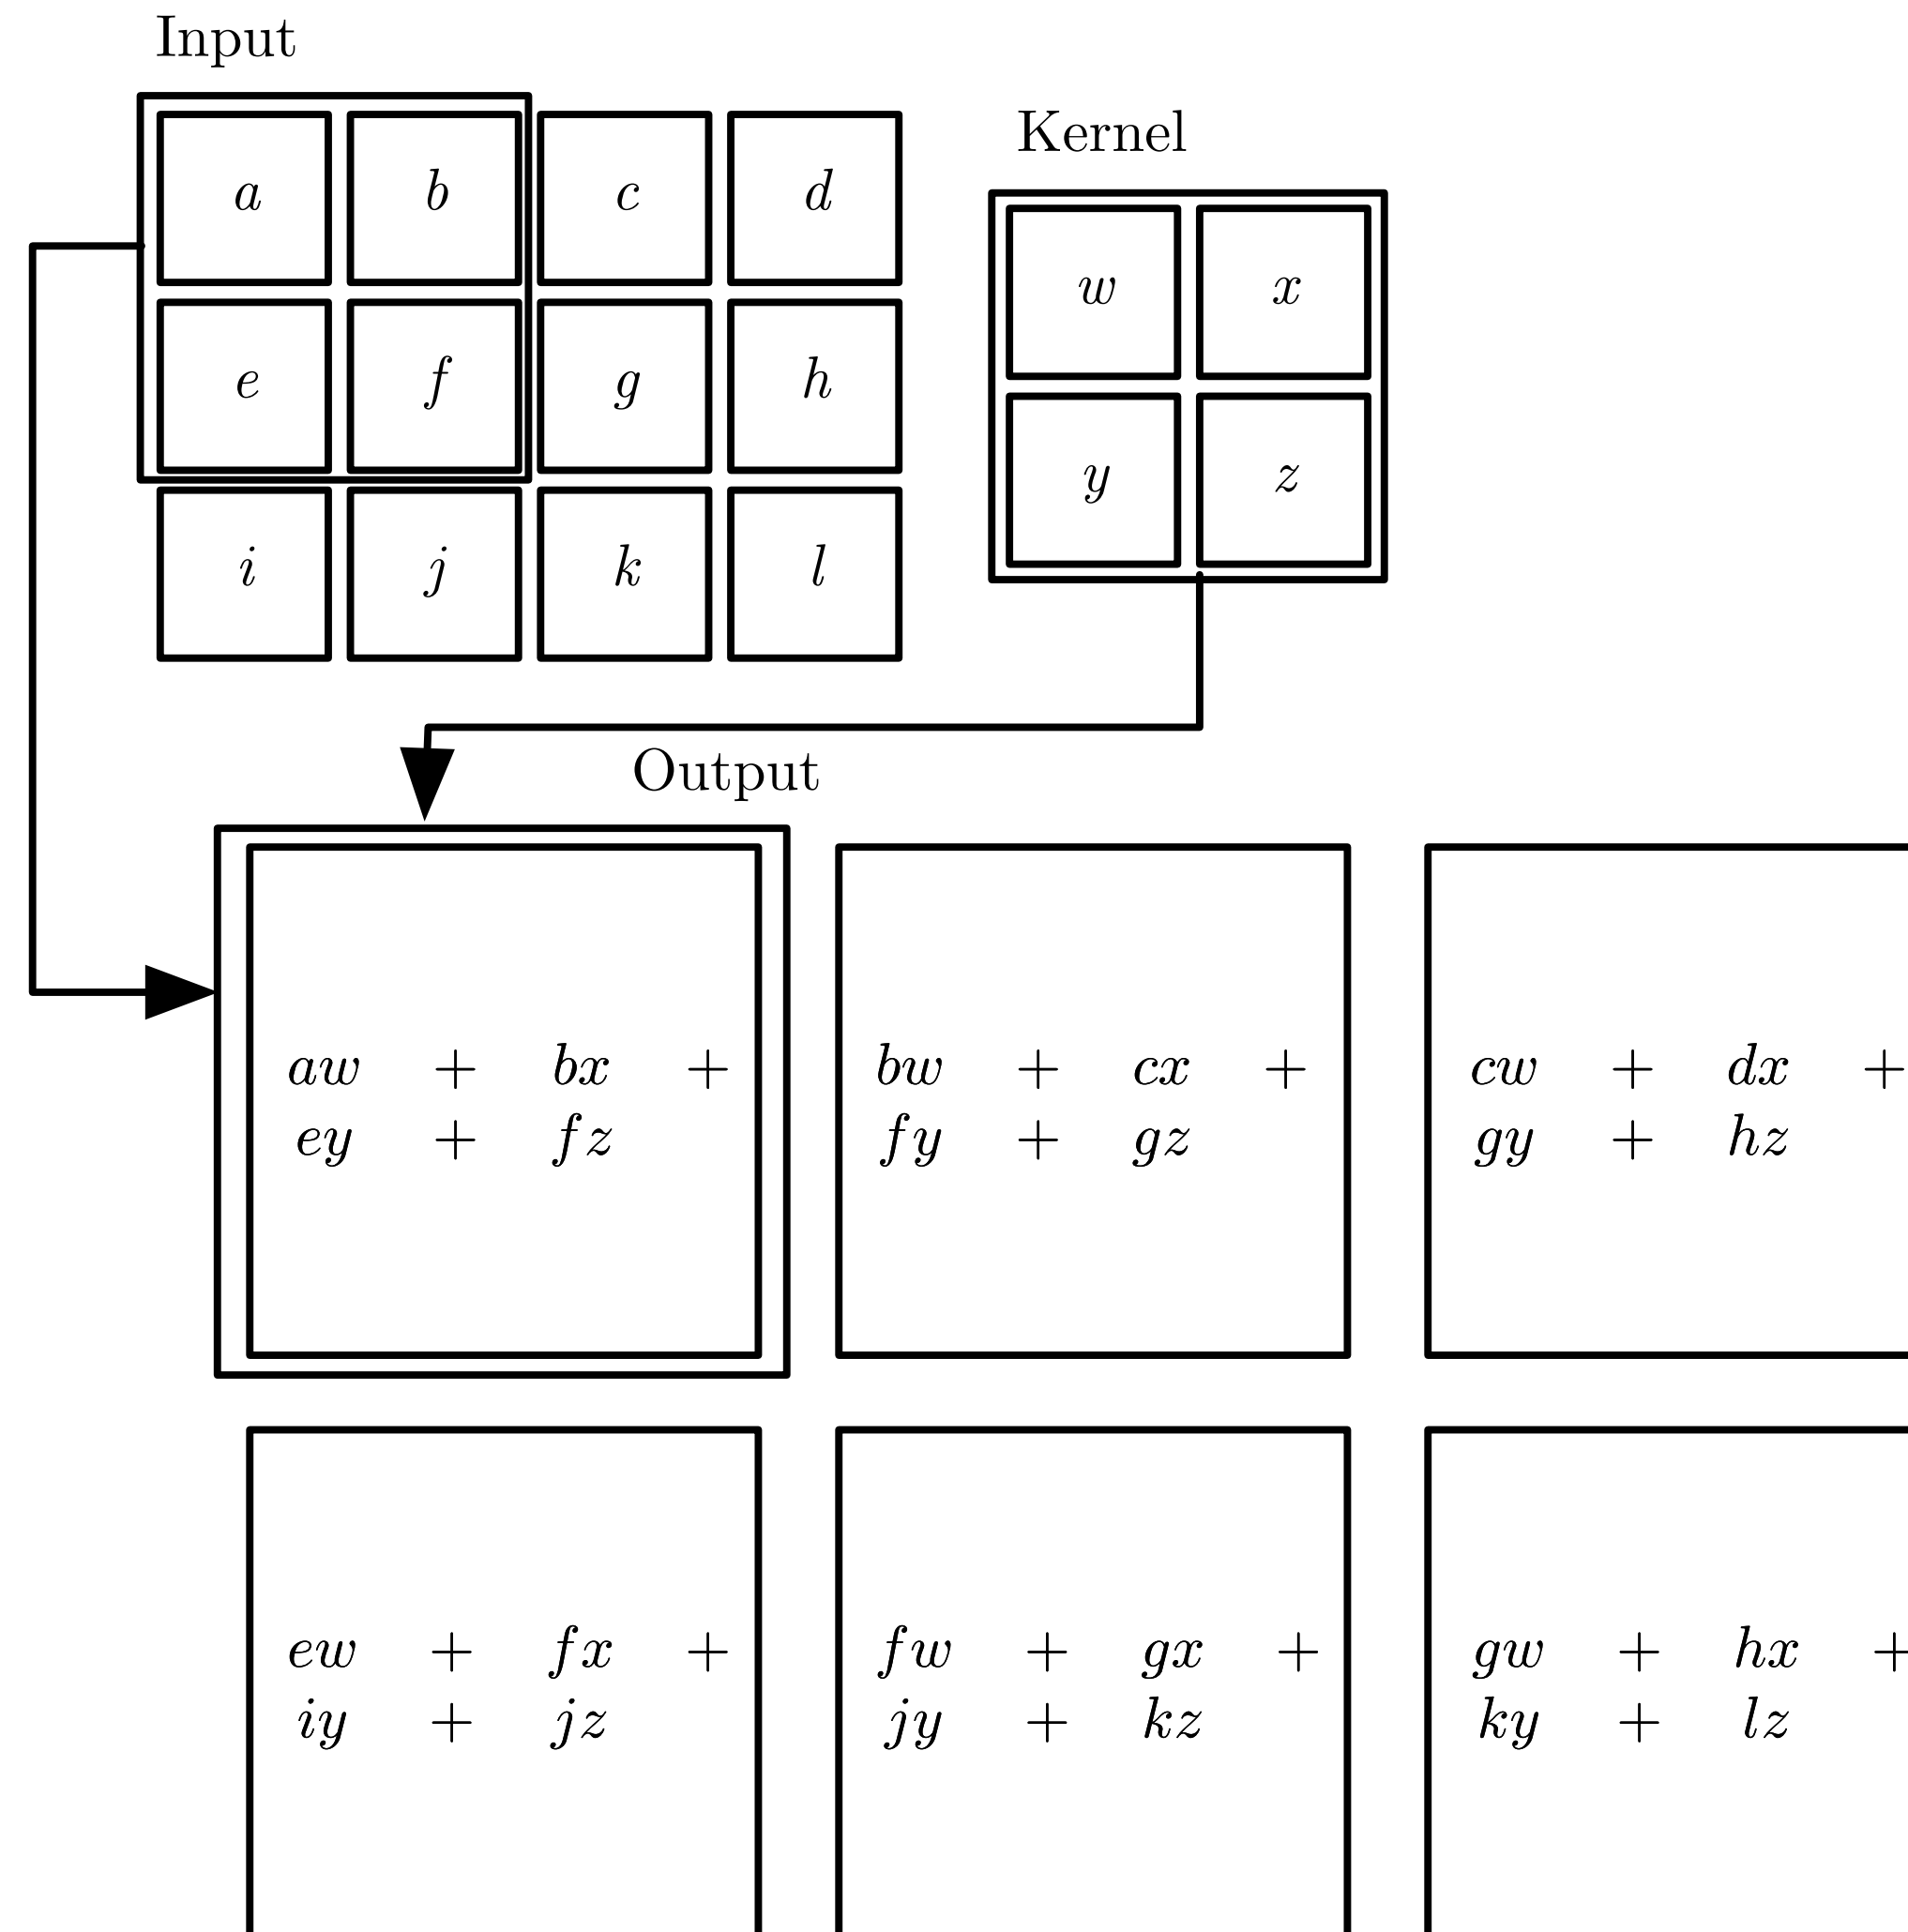 Input
Kernel
a b c d
w x
e f g h
y z
i j k l
Output
aw + bx +
ey + fz
bw + cx +
fy + gz
cw + dx +
gy + hz
ew + fx +
iy + jz
fw + gx +
jy + kz
gw + hx +
ky + lz